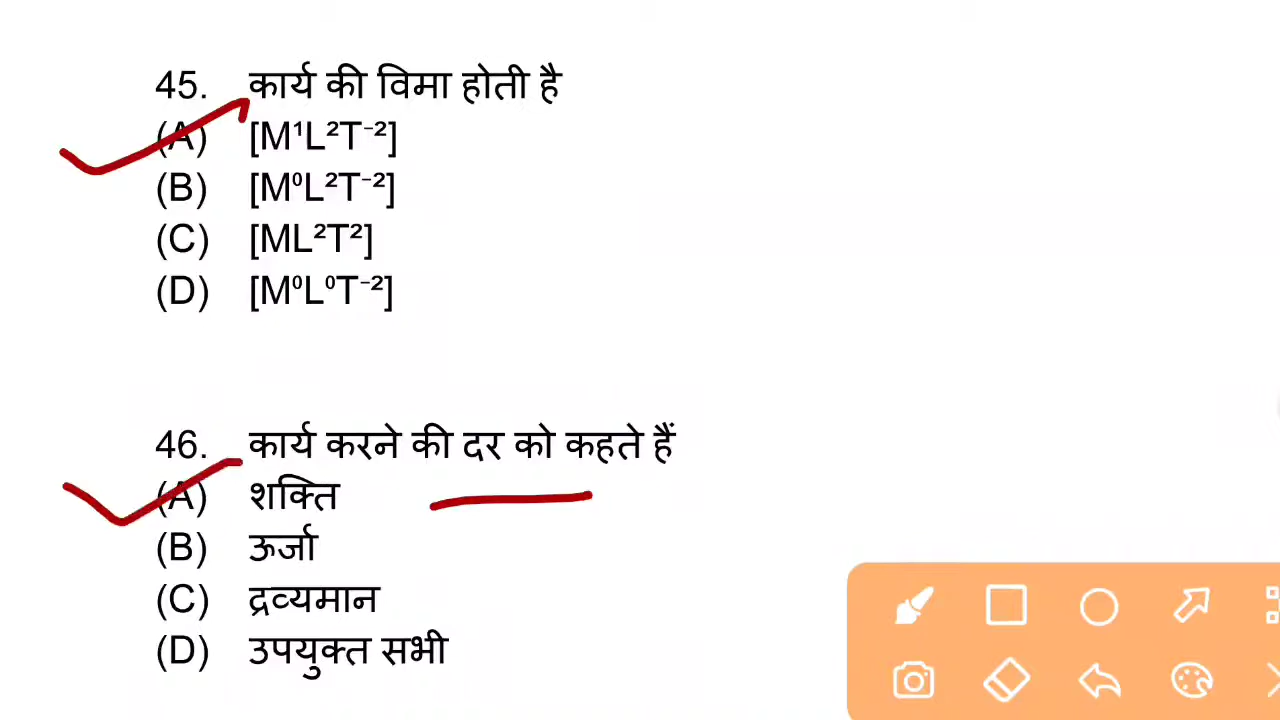 45. कार्य की विमा होती है
(A) [M¹L²T⁻²]
(B) [M⁰L²T⁻²]
(C) [ML²T²]
(D) [M⁰L⁰T⁻²]
46. कार्य करने की दर को कहते हैं
(A) शक्ति
(B) ऊर्जा
(C) द्रव्यमान
(D) उपयुक्त सभी